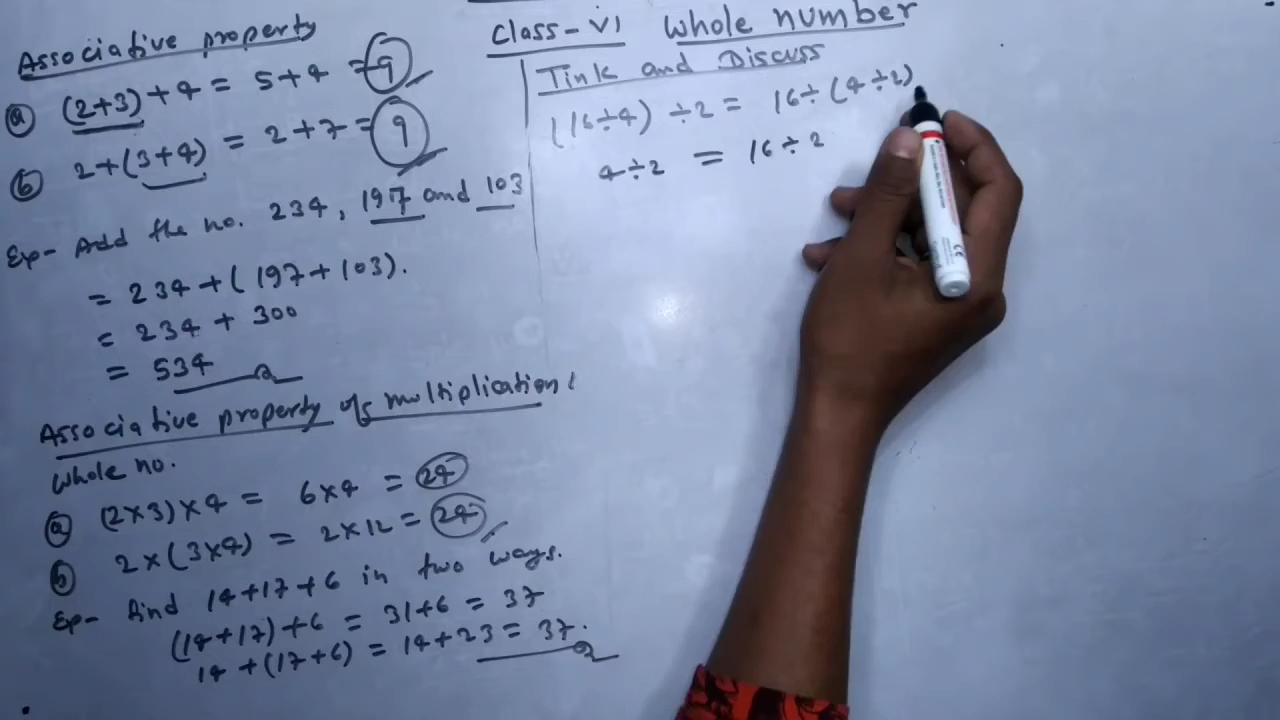 Class-VI Whole number
Associative property
(a) (2+3)+4 = 5+4 = 9
(b) 2+(3+4) = 2+7 = 9
Exp- Add the no. 234, 197 and 103
= 234+(197+103).
= 234 + 300
= 534
Associative property of multiplication:
Whole no.
(a) (2×3)×4 = 6×4 = 24
(b) 2×(3×4) = 2×12 = 24
Exp- find 14+17+6 in two ways.
(14+17)+6 = 31+6 = 37
14+(17+6) = 14+23 = 37.
Tink and Discuss
(16÷4) ÷2 = 16÷(4÷2)
4÷2 = 16÷2